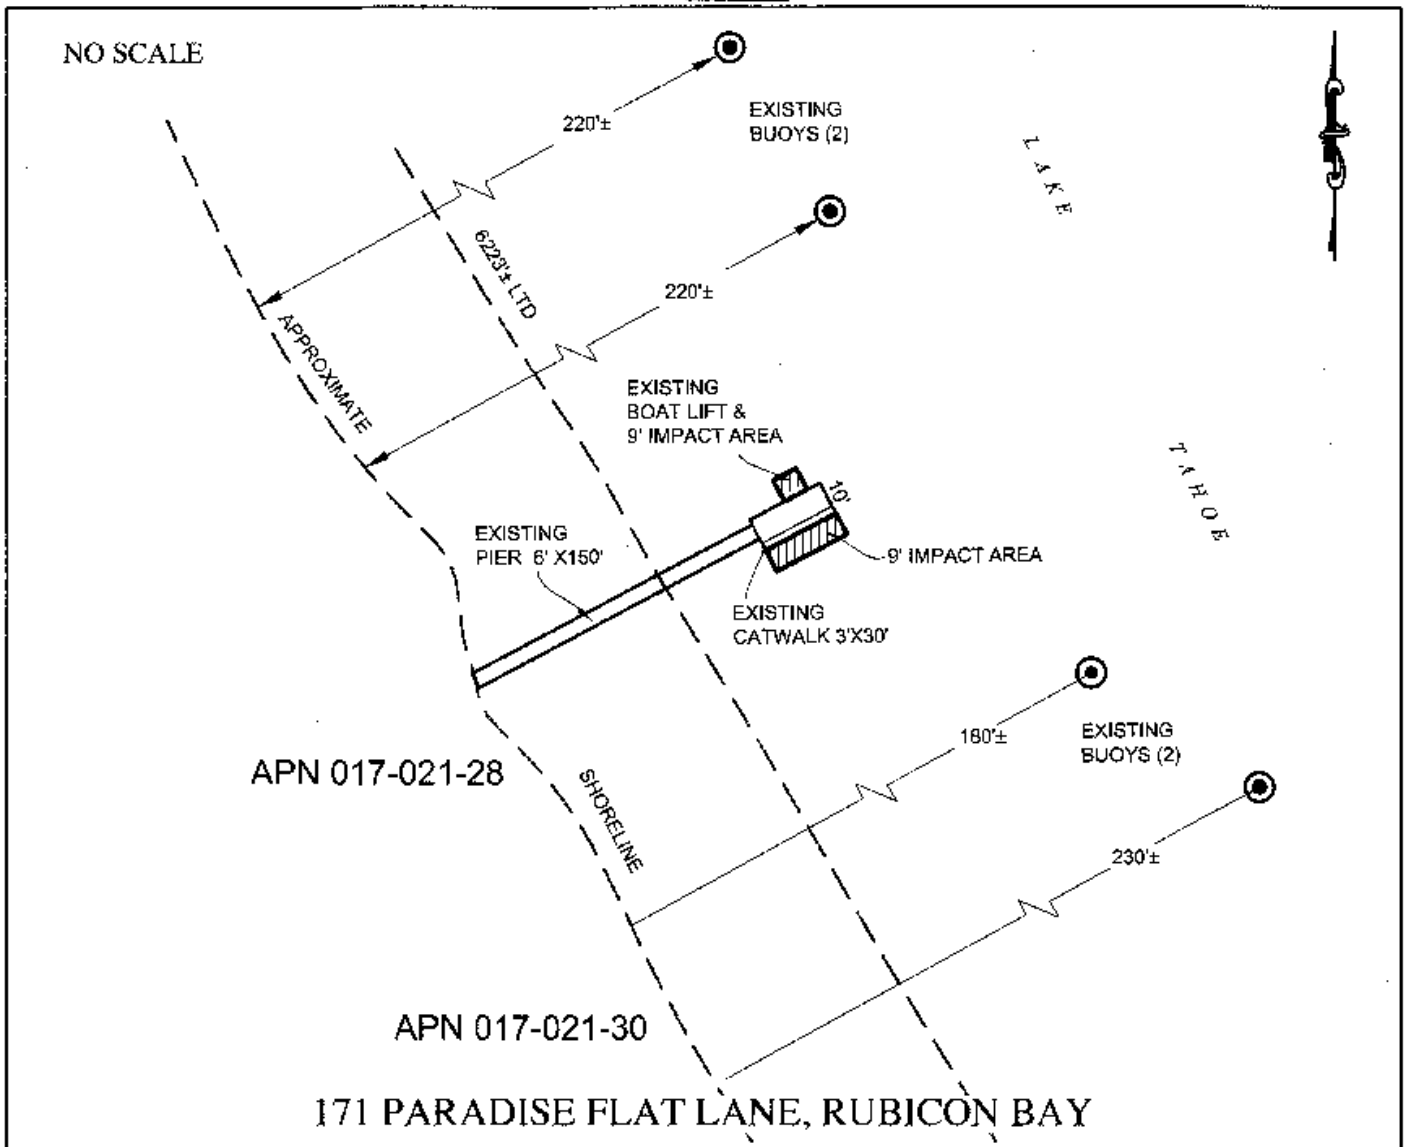 NO SCALE
220'±
EXISTING
BUOYS (2)
LAKE
6223'± LTD
220'±
APPROXIMATE
EXISTING
BOAT LIFT &
9' IMPACT AREA
TAHOE
10'
EXISTING
PIER 6' X150'
9' IMPACT AREA
EXISTING
CATWALK 3'X30'
180'±
EXISTING
BUOYS (2)
APN 017-021-28
SHORELINE
230'±
APN 017-021-30
171 PARADISE FLAT LANE, RUBICON BAY